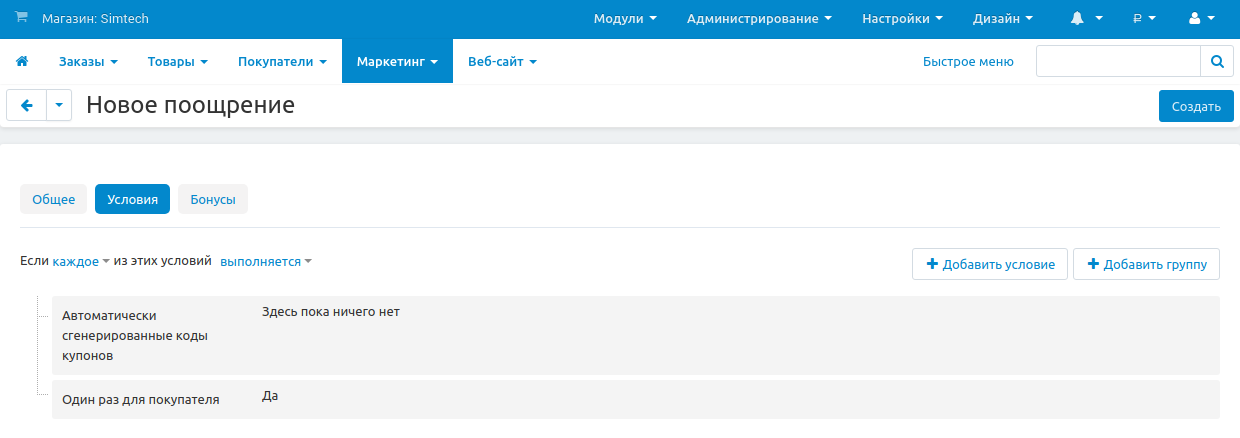 Магазин: Simtech
Модули Администрирование Настройки Дизайн ₽
Заказы Товары Покупатели Маркетинг Веб-сайт Быстрое меню
Новое поощрение Создать
Общее Условия Бонусы
Если каждое из этих условий выполняется Добавить условие Добавить группу
Автоматически Здесь пока ничего нет
сгенерированные коды
купонов
Один раз для покупателя Да